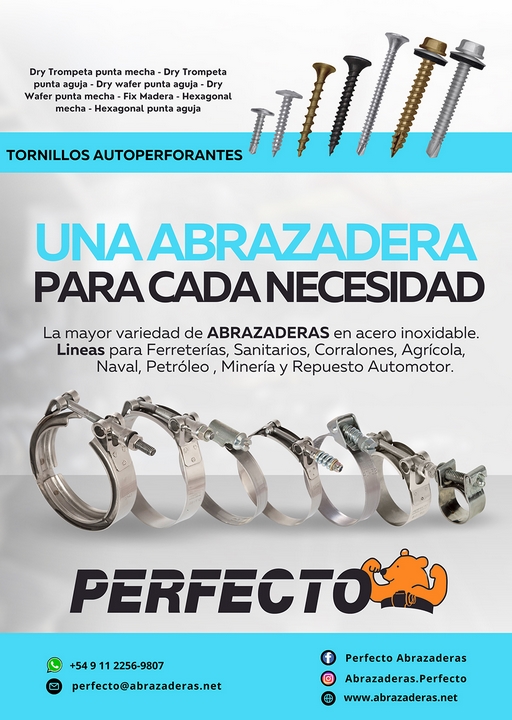 Dry Trompeta punta mecha - Dry Trompeta
punta aguja - Dry wafer punta aguja - Dry
Wafer punta mecha - Fix Madera - Hexagonal
mecha - Hexagonal punta aguja
TORNILLOS AUTOPERFORANTES
UNA ABRAZADERA
PARA CADA NECESIDAD
La mayor variedad de ABRAZADERAS en acero inoxidable.
Lineas para Ferreterías, Sanitarios, Corralones, Agrícola,
Naval, Petróleo , Minería y Repuesto Automotor.
PERFECTO
+54 9 11 2256-9807
perfecto@abrazaderas.net
Perfecto Abrazaderas
Abrazaderas.Perfecto
www.abrazaderas.net